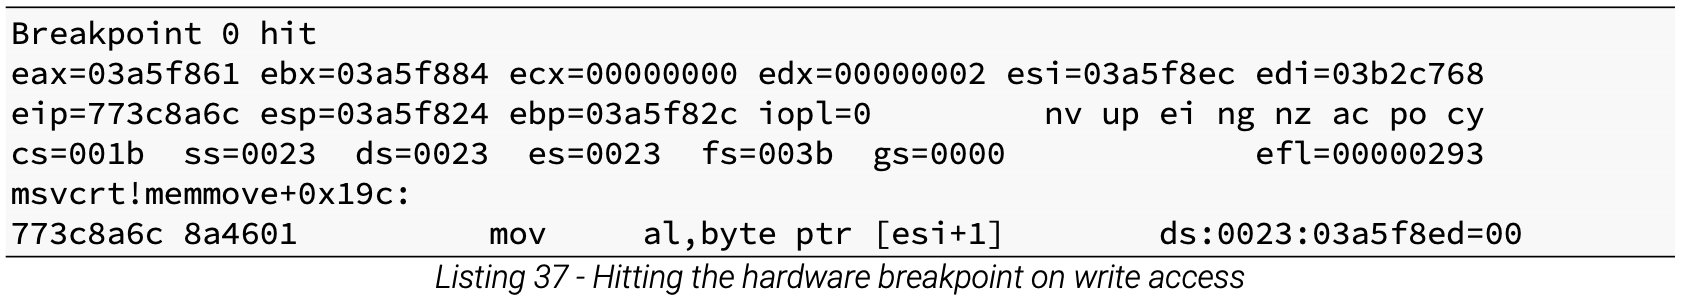 Breakpoint 0 hit
eax=03a5f861 ebx=03a5f884 ecx=00000000 edx=00000002 esi=03a5f8ec edi=03b2c768
eip=773c8a6c esp=03a5f824 ebp=03a5f82c iopl=0         nv up ei ng nz ac po cy
cs=001b  ss=0023  ds=0023  es=0023  fs=003b  gs=0000             efl=00000293
msvcrt!memmove+0x19c:
773c8a6c 8a4601          mov     al,byte ptr [esi+1]        ds:0023:03a5f8ed=00
Listing 37 - Hitting the hardware breakpoint on write access